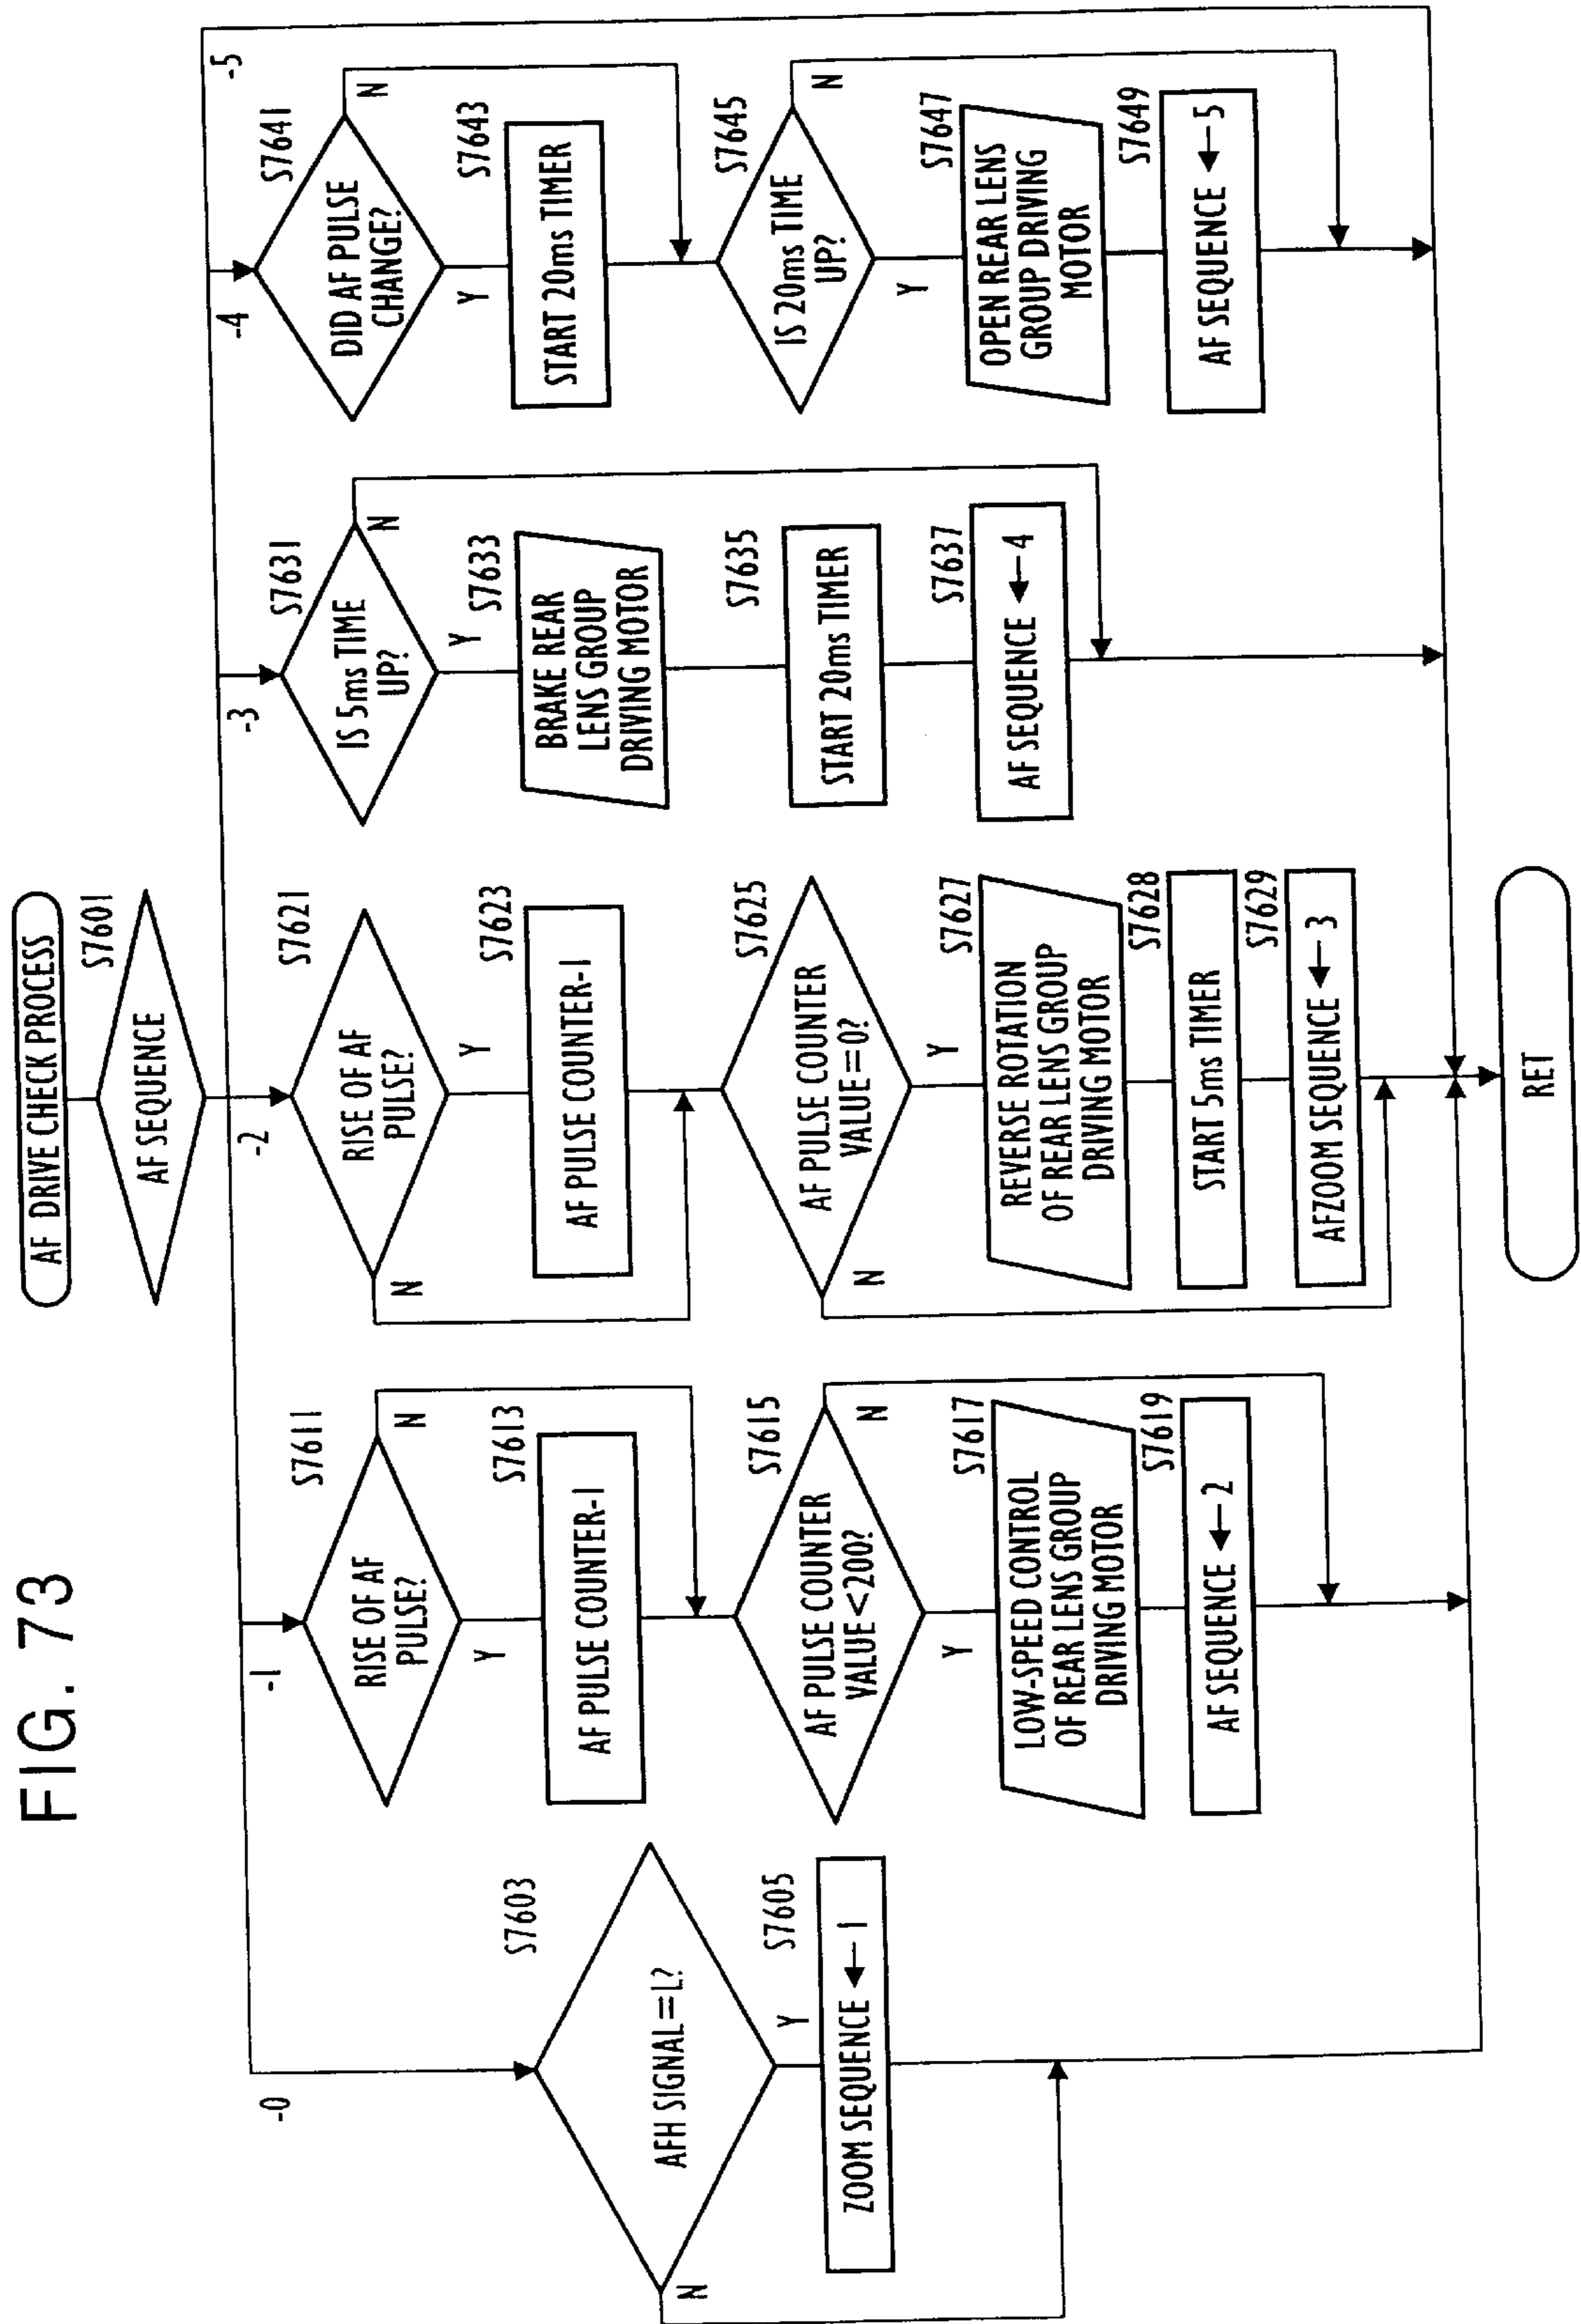 FIG. 73
AF DRIVE CHECK PROCESS
S7601
AF SEQUENCE
-0
S7603
AFH SIGNAL=L?
N
Y
S7605
ZOOM SEQUENCE ←1
-1
S7611
RISE OF AF
PULSE?
N
Y
S7613
AF PULSE COUNTER-1
S7615
AF PULSE COUNTER
VALUE<200?
N
Y
S7617
LOW-SPEED CONTROL
OF REAR LENS GROUP
DRIVING MOTOR
S7619
AF SEQUENCE ←2
-2
S7621
RISE OF AF
PULSE?
N
Y
S7623
AF PULSE COUNTER-1
S7625
AF PULSE COUNTER
VALUE=0?
N
Y
S7627
REVERSE ROTATION
OF REAR LENS GROUP
DRIVING MOTOR
S7628
START 5ms TIMER
S7629
AFZOOM SEQUENCE ←3
-3
S7631
IS 5ms TIME
UP?
N
Y
S7633
BRAKE REAR
LENS GROUP
DRIVING MOTOR
S7635
START 20ms TIMER
S7637
AF SEQUENCE ←4
-4
S7641
DID AF PULSE
CHANGE?
N
Y
S7643
START 20ms TIMER
S7645
IS 20ms TIME
UP?
N
Y
S7647
OPEN REAR LENS
GROUP DRIVING
MOTOR
S7649
AF SEQUENCE ←5
-5
RET